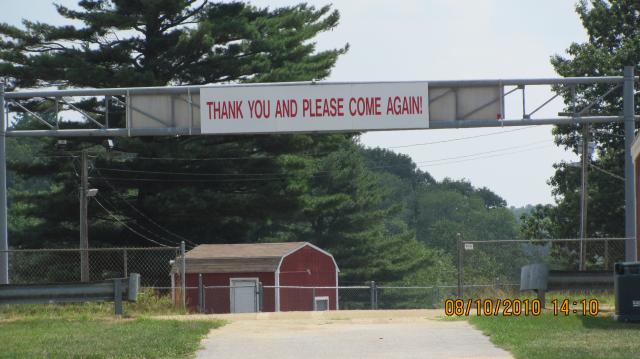 THANK YOU AND PLEASE COME AGAIN!
08/10/2010 14:10